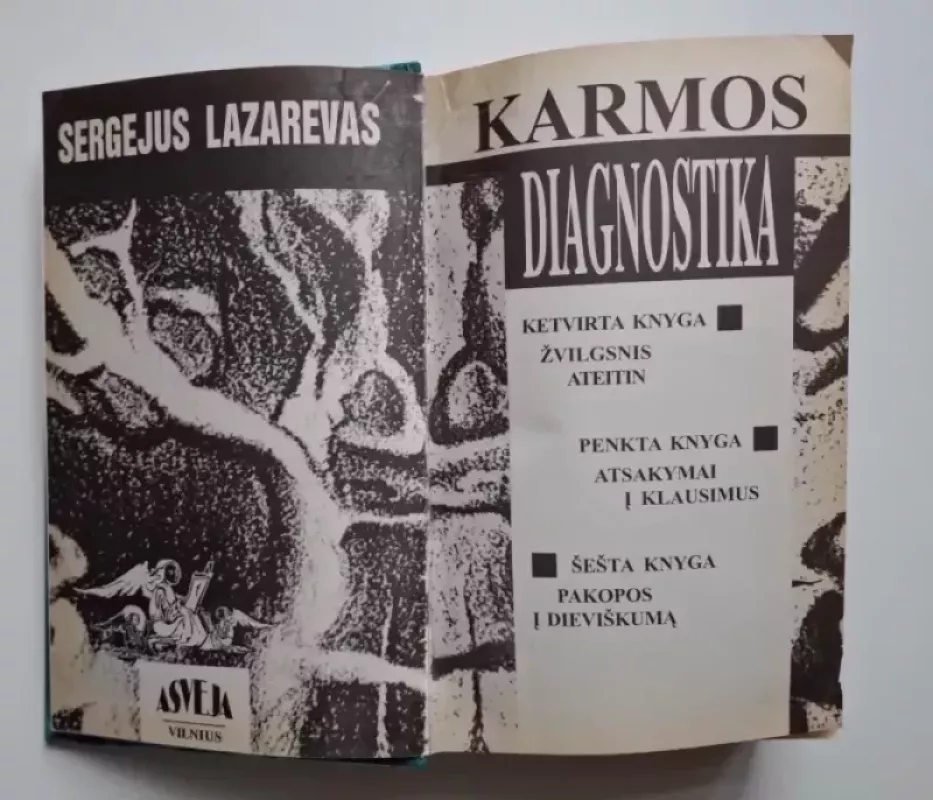 SERGEJUS LAZAREVAS
ASVEJA
VILNIUS
KARMOS
DIAGNOSTIKA
KETVIRTA KNYGA
ŽVILGSNIS
ATEITIN
PENKTA KNYGA
ATSAKYMAI
Į KLAUSIMUS
ŠEŠTA KNYGA
PAKOPOS
Į DIEVIŠKUMĄ